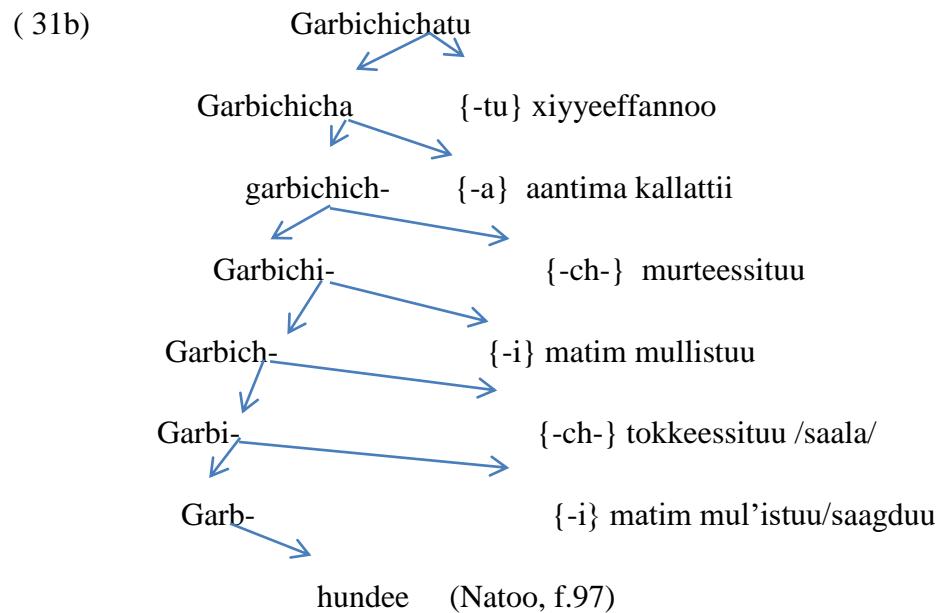 ( 31b) Garbichichatu
Garbichicha {-tu} xiyyeeffannoo
garbichich- {-a} aantima kallattii
Garbichi- {-ch-} murteessituu
Garbich- {-i} matim mullistuu
Garbi- {-ch-} tokkeessituu /saala/
Garb- {-i} matim mul’istuu/saagduu
hundee (Natoo, f.97)